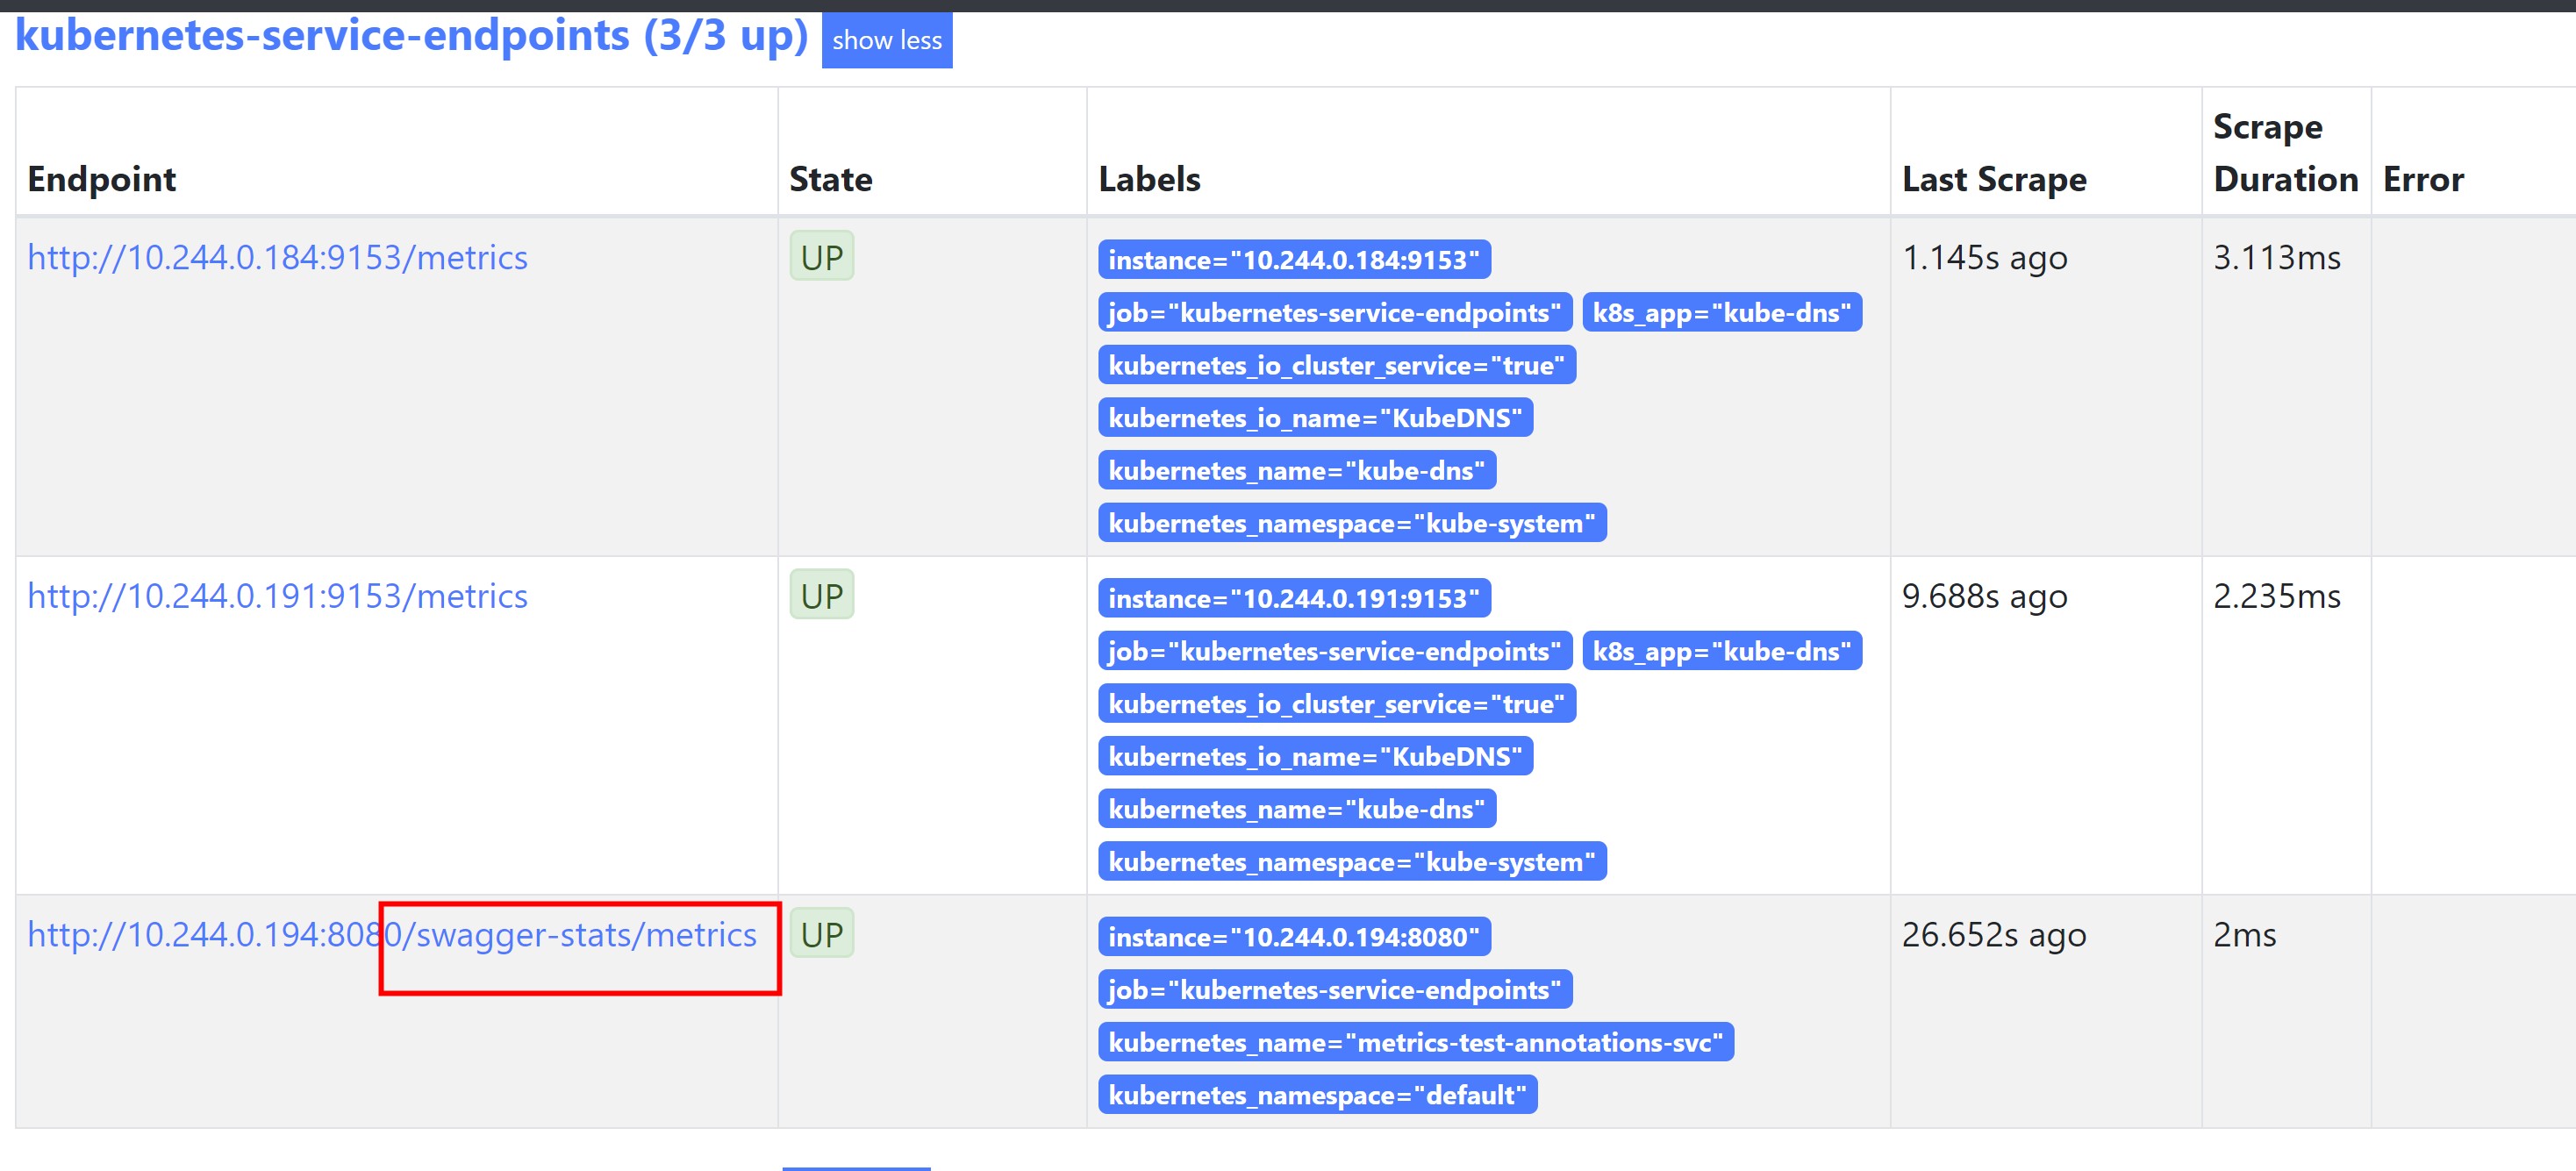 kubernetes-service-endpoints (3/3 up) show less
Endpoint State Labels Last Scrape Scrape Duration Error
http://10.244.0.184:9153/metrics UP instance="10.244.0.184:9153" 1.145s ago 3.113ms
job="kubernetes-service-endpoints" k8s_app="kube-dns"
kubernetes_io_cluster_service="true"
kubernetes_io_name="KubeDNS"
kubernetes_name="kube-dns"
kubernetes_namespace="kube-system"
http://10.244.0.191:9153/metrics UP instance="10.244.0.191:9153" 9.688s ago 2.235ms
job="kubernetes-service-endpoints" k8s_app="kube-dns"
kubernetes_io_cluster_service="true"
kubernetes_io_name="KubeDNS"
kubernetes_name="kube-dns"
kubernetes_namespace="kube-system"
http://10.244.0.194:8080/swagger-stats/metrics UP instance="10.244.0.194:8080" 26.652s ago 2ms
job="kubernetes-service-endpoints"
kubernetes_name="metrics-test-annotations-svc"
kubernetes_namespace="default"